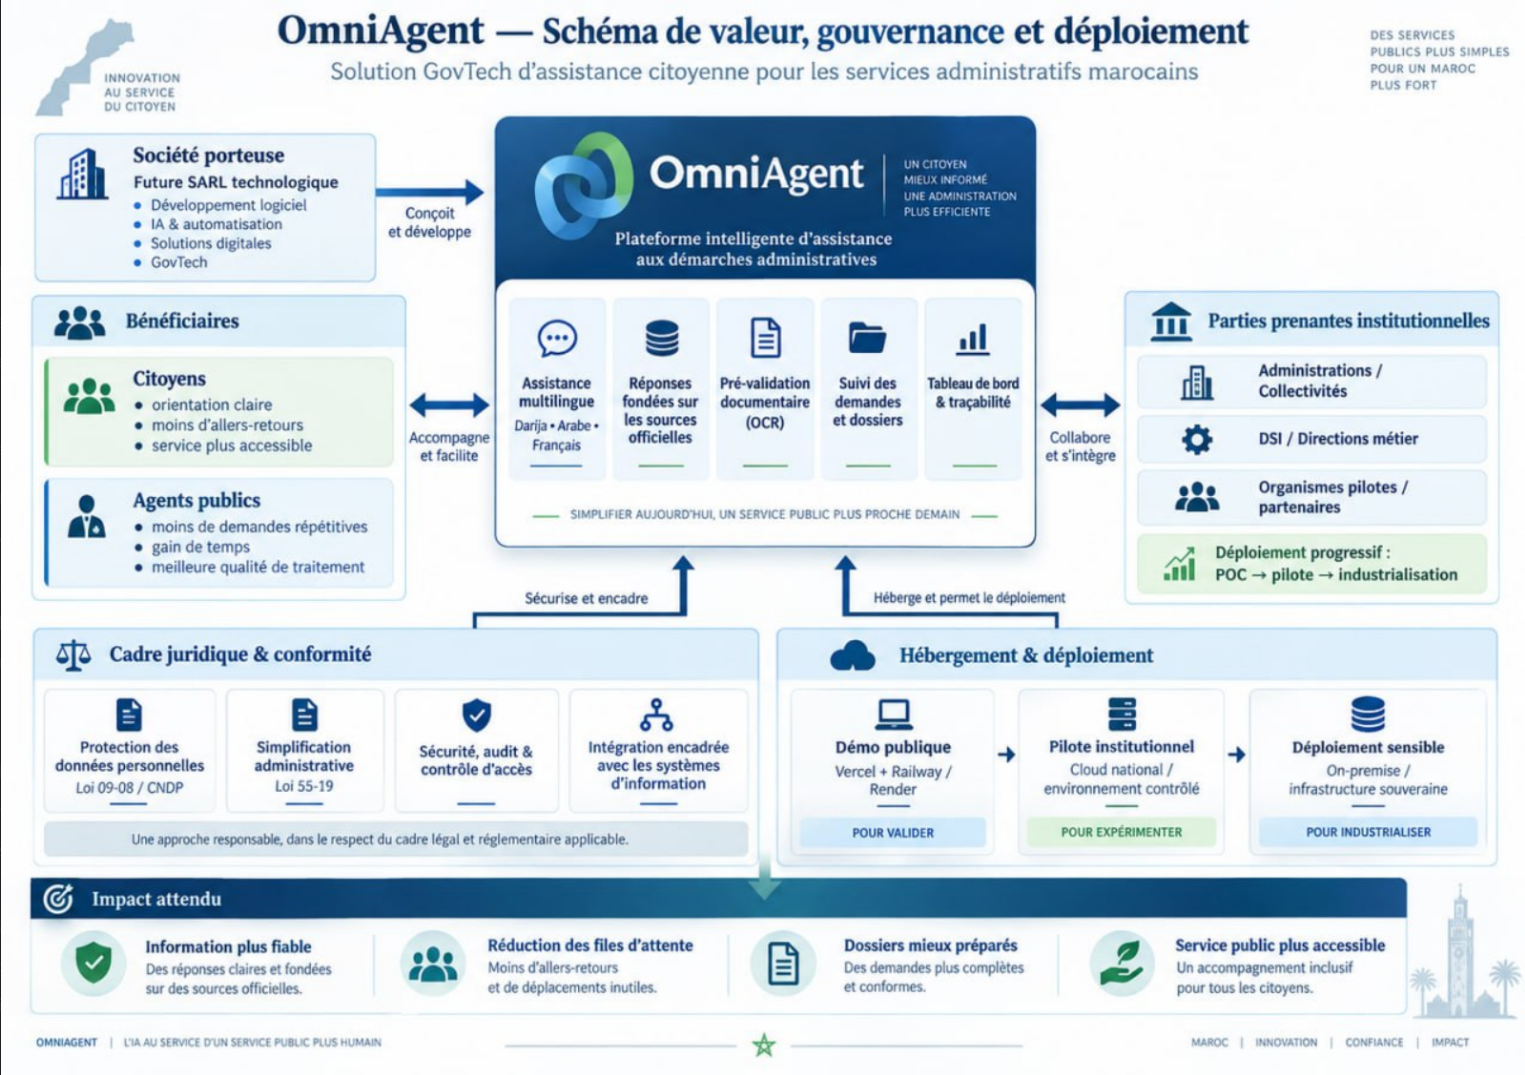 OmniAgent — Schéma de valeur, gouvernance et déploiement
Solution GovTech d'assistance citoyenne pour les services administratifs marocains
INNOVATION
AU SERVICE
DU CITOYEN
DES SERVICES
PUBLICS PLUS SIMPLES
POUR UN MAROC
PLUS FORT
Société porteuse
Future SARL technologique
• Développement logiciel
• IA & automatisation
• Solutions digitales
• GovTech
Conçoit
et développe
OmniAgent
UN CITOYEN
MIEUX INFORMÉ
UNE ADMINISTRATION
PLUS EFFICIENTE
Plateforme intelligente d'assistance
aux démarches administratives
Assistance
multilingue
Darija • Arabe •
Français
Réponses
fondées sur
les sources
officielles
Pré-validation
documentaire
(OCR)
Suivi des
demandes
et dossiers
Tableau de bord
& traçabilité
SIMPLIFIER AUJOURD'HUI, UN SERVICE PUBLIC PLUS PROCHE DEMAIN
Bénéficiaires
Citoyens
• orientation claire
• moins d'allers-retours
• service plus accessible
Agents publics
• moins de demandes répétitives
• gain de temps
• meilleure qualité de traitement
Accompagne
et facilite
Collabore
et s'intègre
Parties prenantes institutionnelles
Administrations /
Collectivités
DSI / Directions métier
Organismes pilotes /
partenaires
Déploiement progressif :
POC → pilote → industrialisation
Sécurise et encadre
Héberge et permet le déploiement
Cadre juridique & conformité
Protection des
données personnelles
Loi 09-08 / CNDP
Simplification
administrative
Loi 55-19
Sécurité, audit &
contrôle d'accès
Intégration encadrée
avec les systèmes
d'information
Une approche responsable, dans le respect du cadre légal et réglementaire applicable.
Hébergement & déploiement
Démo publique
Vercel + Railway /
Render
POUR VALIDER
Pilote institutionnel
Cloud national /
environnement contrôlé
POUR EXPÉRIMENTER
Déploiement sensible
On-premise /
infrastructure souveraine
POUR INDUSTRIALISER
Impact attendu
Information plus fiable
Des réponses claires et fondées
sur des sources officielles.
Réduction des files d'attente
Moins d'allers-retours
et de déplacements inutiles.
Dossiers mieux préparés
Des demandes plus complètes
et conformes.
Service public plus accessible
Un accompagnement inclusif
pour tous les citoyens.
OMNIAGENT | L'IA AU SERVICE D'UN SERVICE PUBLIC PLUS HUMAIN
MAROC | INNOVATION | CONFIANCE | IMPACT